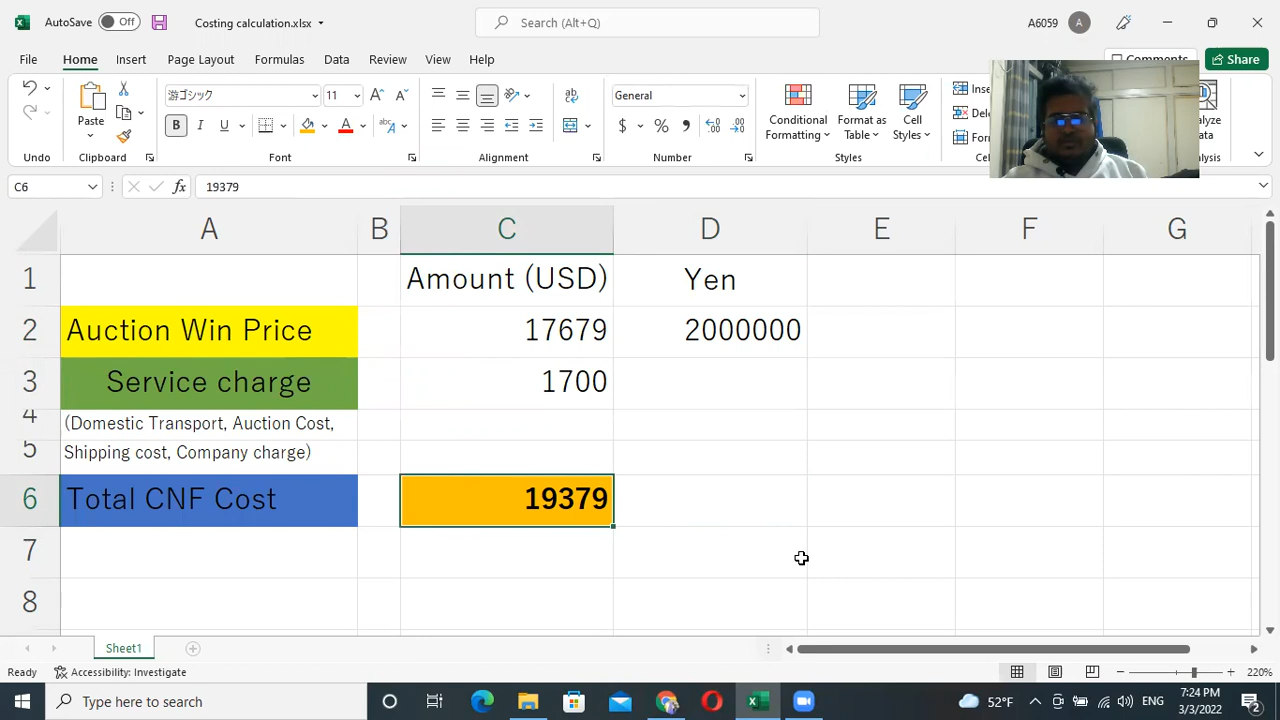 AutoSave Off Costing calculation.xlsx Search (Alt+Q) A6059 A
File Home Insert Page Layout Formulas Data Review View Comments Share
Paste 游ゴシック 11 A A ab General Conditional Formatting Format as Table Cell Styles
B I U A $ %
Undo Clipboard Font Alignment Number Styles
C6 fx 19379
A B C D E F G
1 Amount (USD) Yen
2 Auction Win Price 17679 2000000
3 Service charge 1700
4 (Domestic Transport, Auction Cost,
5 Shipping cost, Company charge)
6 Total CNF Cost 19379
7
8
Sheet1
Ready Accessibility: Investigate 220%
Type here to search 52°F ENG 7:24 PM
3/3/2022 2